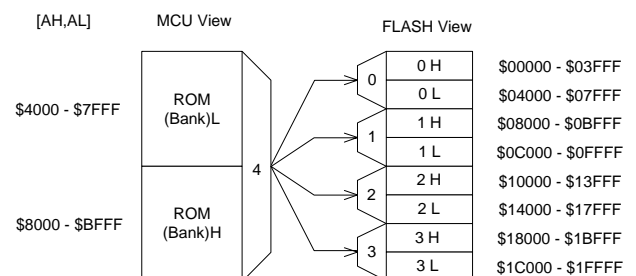 [AH,AL] MCU View FLASH View
$4000 - $7FFF
ROM
(Bank)L
$8000 - $BFFF
ROM
(Bank)H
4
0
0 H $00000 - $03FFF
0 L $04000 - $07FFF
1
1 H $08000 - $0BFFF
1 L $0C000 - $0FFFF
2
2 H $10000 - $13FFF
2 L $14000 - $17FFF
3
3 H $18000 - $1BFFF
3 L $1C000 - $1FFFF